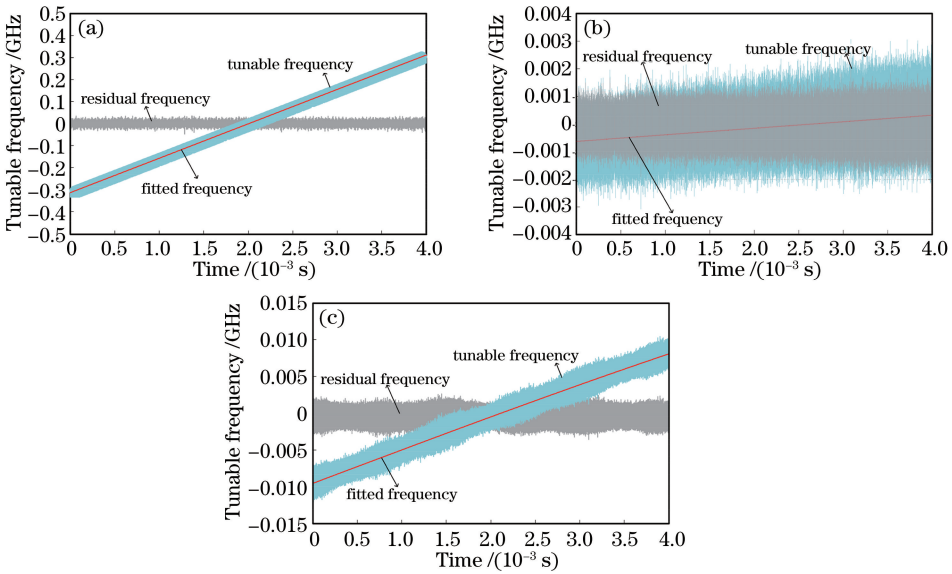 (a)
Tunable frequency /GHz
0.5
0.4
0.3
0.2
0.1
0
−0.1
−0.2
−0.3
−0.4
−0.5
tunable frequency
residual frequency
fitted frequency
0 0.5 1.0 1.5 2.0 2.5 3.0 3.5 4.0
Time /(10⁻³ s)
(b)
Tunable frequency /GHz
0.004
0.003
0.002
0.001
0
−0.001
−0.002
−0.003
−0.004
residual frequency
tunable frequency
fitted frequency
0 0.5 1.0 1.5 2.0 2.5 3.0 3.5 4.0
Time /(10⁻³ s)
(c)
Tunable frequency /GHz
0.015
0.010
0.005
0
−0.005
−0.010
−0.015
tunable frequency
residual frequency
fitted frequency
0 0.5 1.0 1.5 2.0 2.5 3.0 3.5 4.0
Time /(10⁻³ s)